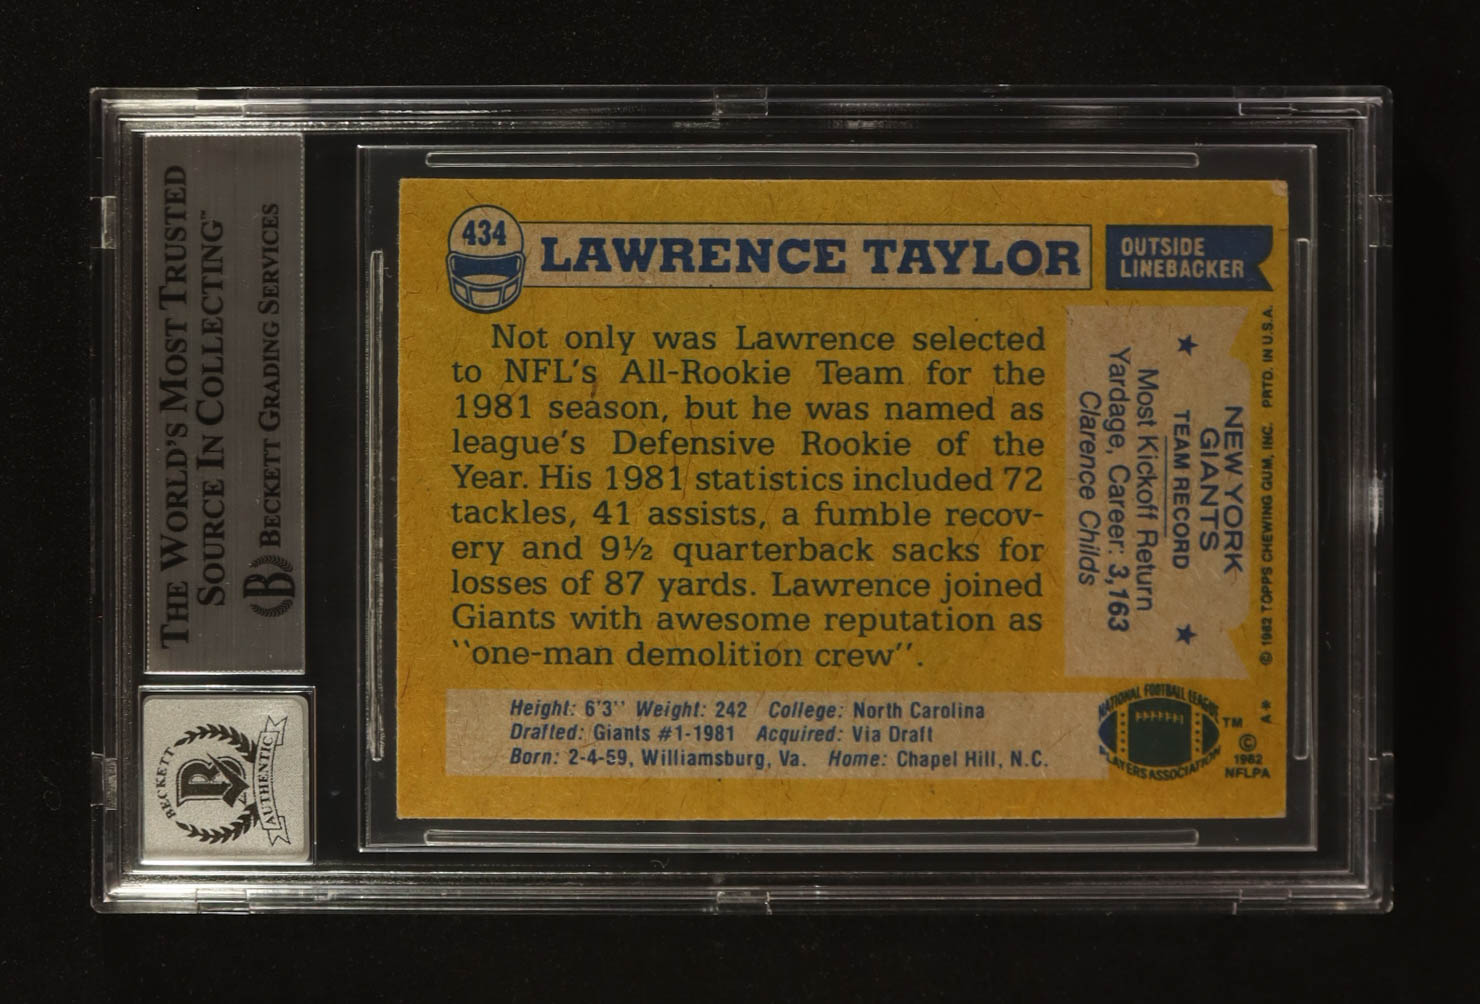 THE WORLD'S MOST TRUSTED
SOURCE IN COLLECTING™
BECKETT GRADING SERVICES
B
BECKETT
AUTHENTIC
434
LAWRENCE TAYLOR
OUTSIDE
LINEBACKER
Not only was Lawrence selected
to NFL's All-Rookie Team for the
1981 season, but he was named as
league's Defensive Rookie of the
Year. His 1981 statistics included 72
tackles, 41 assists, a fumble recov-
ery and 9½ quarterback sacks for
losses of 87 yards. Lawrence joined
Giants with awesome reputation as
"one-man demolition crew".
NEW YORK
GIANTS
TEAM RECORD
Most Kickoff Return
Yardage, Career: 3,163
Clarence Childs
© 1982 TOPPS CHEWING GUM, INC. PRTD. IN U.S.A.
A*
Height: 6'3" Weight: 242 College: North Carolina
Drafted: Giants #1-1981 Acquired: Via Draft
Born: 2-4-59, Williamsburg, Va. Home: Chapel Hill, N.C.
NATIONAL FOOTBALL LEAGUE
PLAYERS ASSOCIATION
TM
©
1982
NFLPA